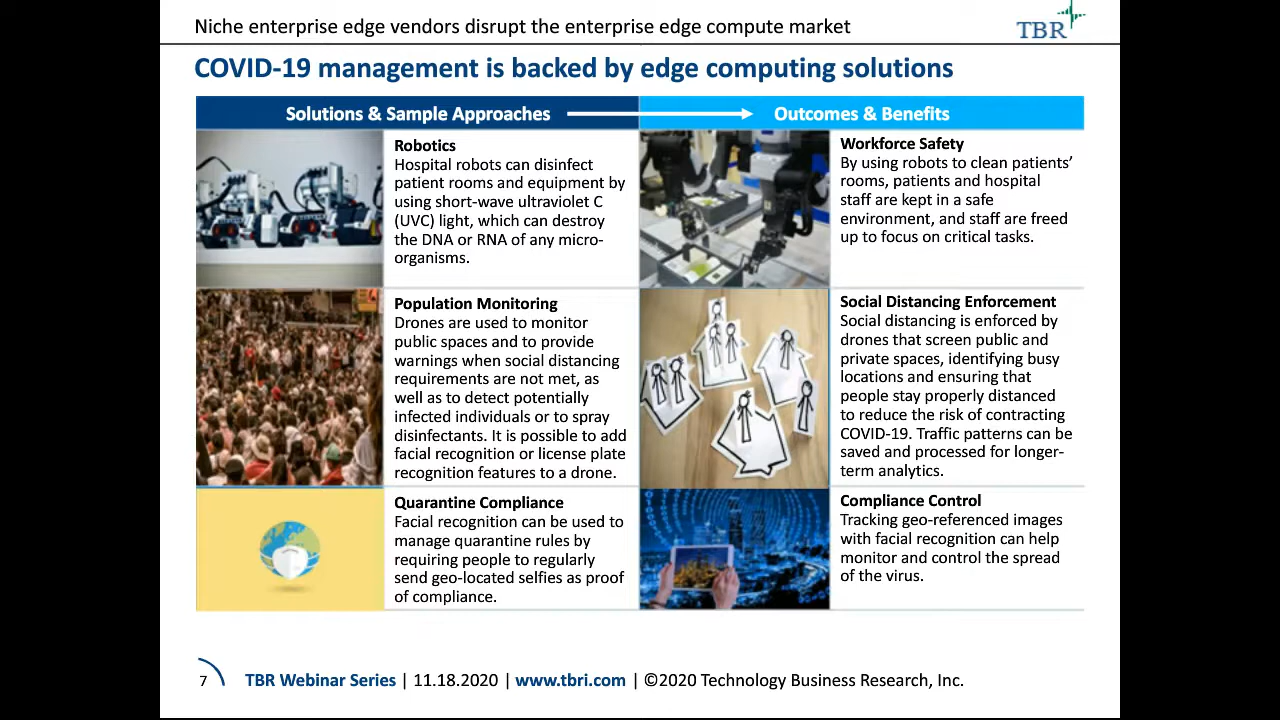 Niche enterprise edge vendors disrupt the enterprise edge compute market
TBR
COVID-19 management is backed by edge computing solutions
Solutions & Sample Approaches
Outcomes & Benefits
Robotics
Hospital robots can disinfect
patient rooms and equipment by
using short-wave ultraviolet C
(UVC) light, which can destroy
the DNA or RNA of any micro-
organisms.
Workforce Safety
By using robots to clean patients’
rooms, patients and hospital
staff are kept in a safe
environment, and staff are freed
up to focus on critical tasks.
Population Monitoring
Drones are used to monitor
public spaces and to provide
warnings when social distancing
requirements are not met, as
well as to detect potentially
infected individuals or to spray
disinfectants. It is possible to add
facial recognition or license plate
recognition features to a drone.
Social Distancing Enforcement
Social distancing is enforced by
drones that screen public and
private spaces, identifying busy
locations and ensuring that
people stay properly distanced
to reduce the risk of contracting
COVID-19. Traffic patterns can be
saved and processed for longer-
term analytics.
Quarantine Compliance
Facial recognition can be used to
manage quarantine rules by
requiring people to regularly
send geo-located selfies as proof
of compliance.
Compliance Control
Tracking geo-referenced images
with facial recognition can help
monitor and control the spread
of the virus.
7
TBR Webinar Series | 11.18.2020 | www.tbri.com | ©2020 Technology Business Research, Inc.